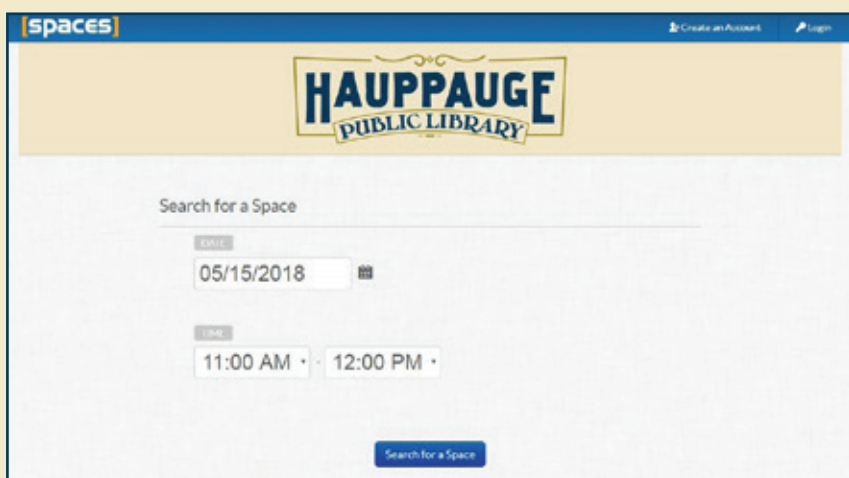 [spaces]
Create an Account
Login
HAUPPAUGE
PUBLIC LIBRARY
Search for a Space
DATE
05/15/2018
TIME
11:00 AM - 12:00 PM
Search for a Space